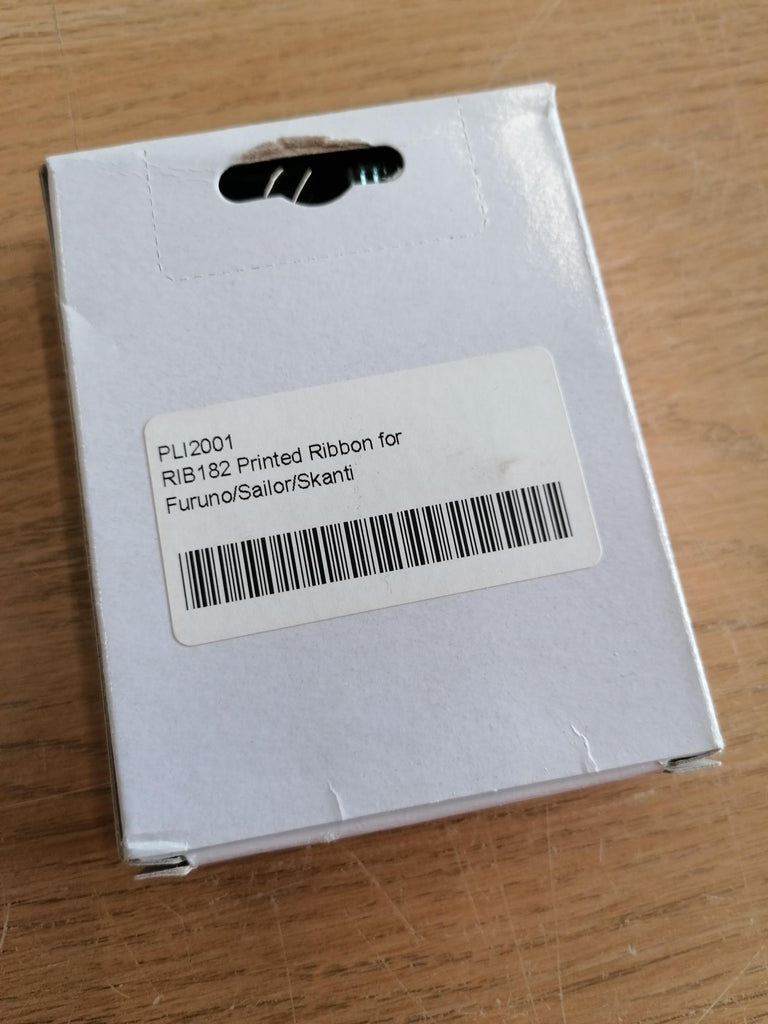 PLI2001
RIB182 Printed Ribbon for
Furuno/Sailor/Skanti